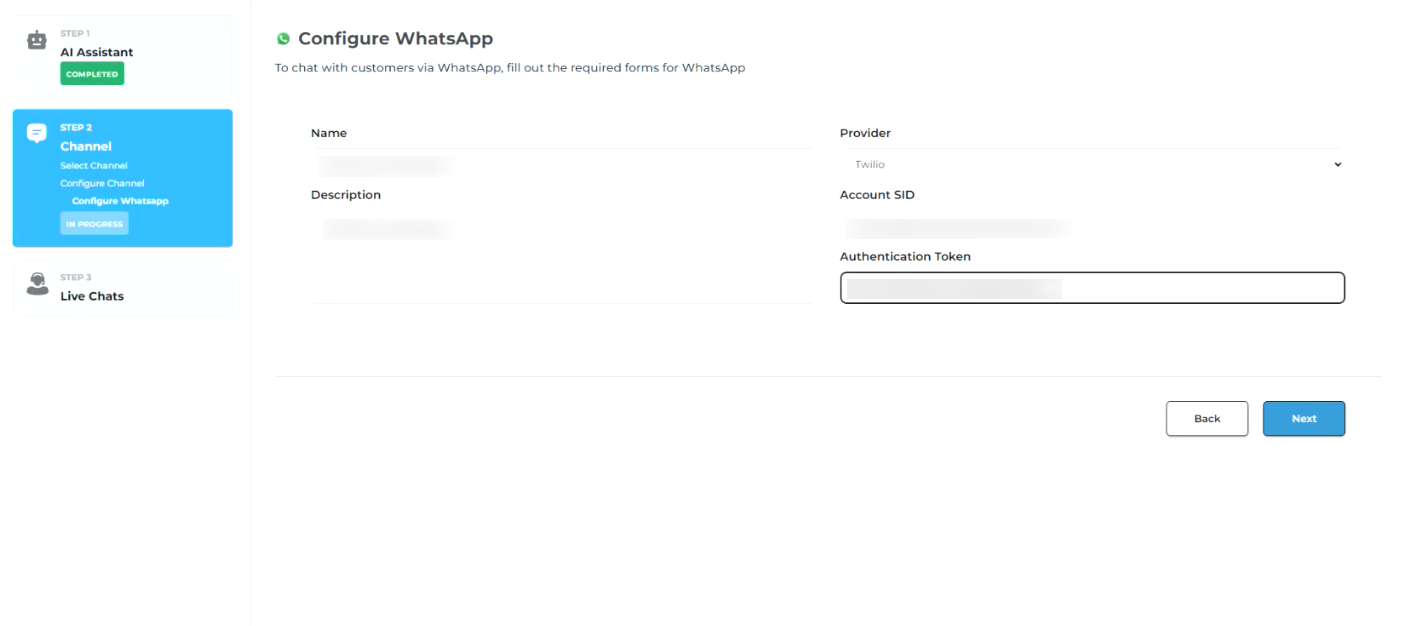 STEP 1
AI Assistant
COMPLETED
STEP 2
Channel
Select Channel
Configure Channel
Configure Whatsapp
IN PROGRESS
STEP 3
Live Chats
Configure WhatsApp
To chat with customers via WhatsApp, fill out the required forms for WhatsApp
Name
Description
Provider
Twilio
Account SID
Authentication Token
Back
Next